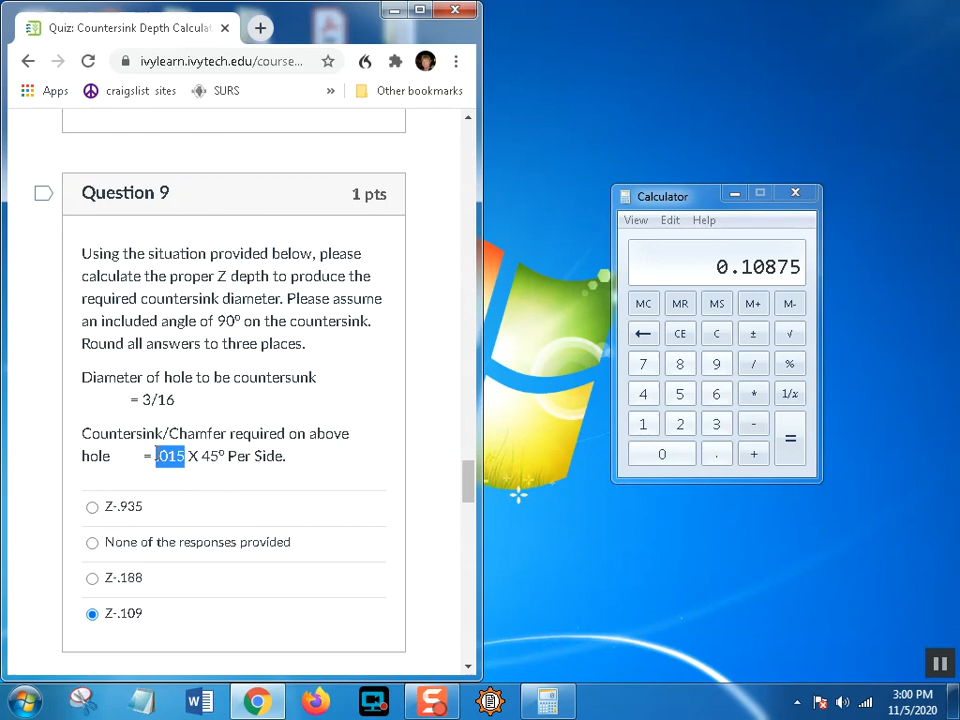 Quiz: Countersink Depth Calculat
ivylearn.ivytech.edu/course...
Apps
craigslist sites
SURS
»
Other bookmarks
Question 9
1 pts
Using the situation provided below, please
calculate the proper Z depth to produce the
required countersink diameter. Please assume
an included angle of 90° on the countersink.
Round all answers to three places.
Diameter of hole to be countersunk
= 3/16
Countersink/Chamfer required on above
hole = .015 X 45° Per Side.
Z-.935
None of the responses provided
Z-.188
Z-.109
Calculator
View Edit Help
0.10875
MC MR MS M+ M-
← CE C ± √
7 8 9 / %
4 5 6 * 1/x
1 2 3 - =
0 . +
3:00 PM
11/5/2020